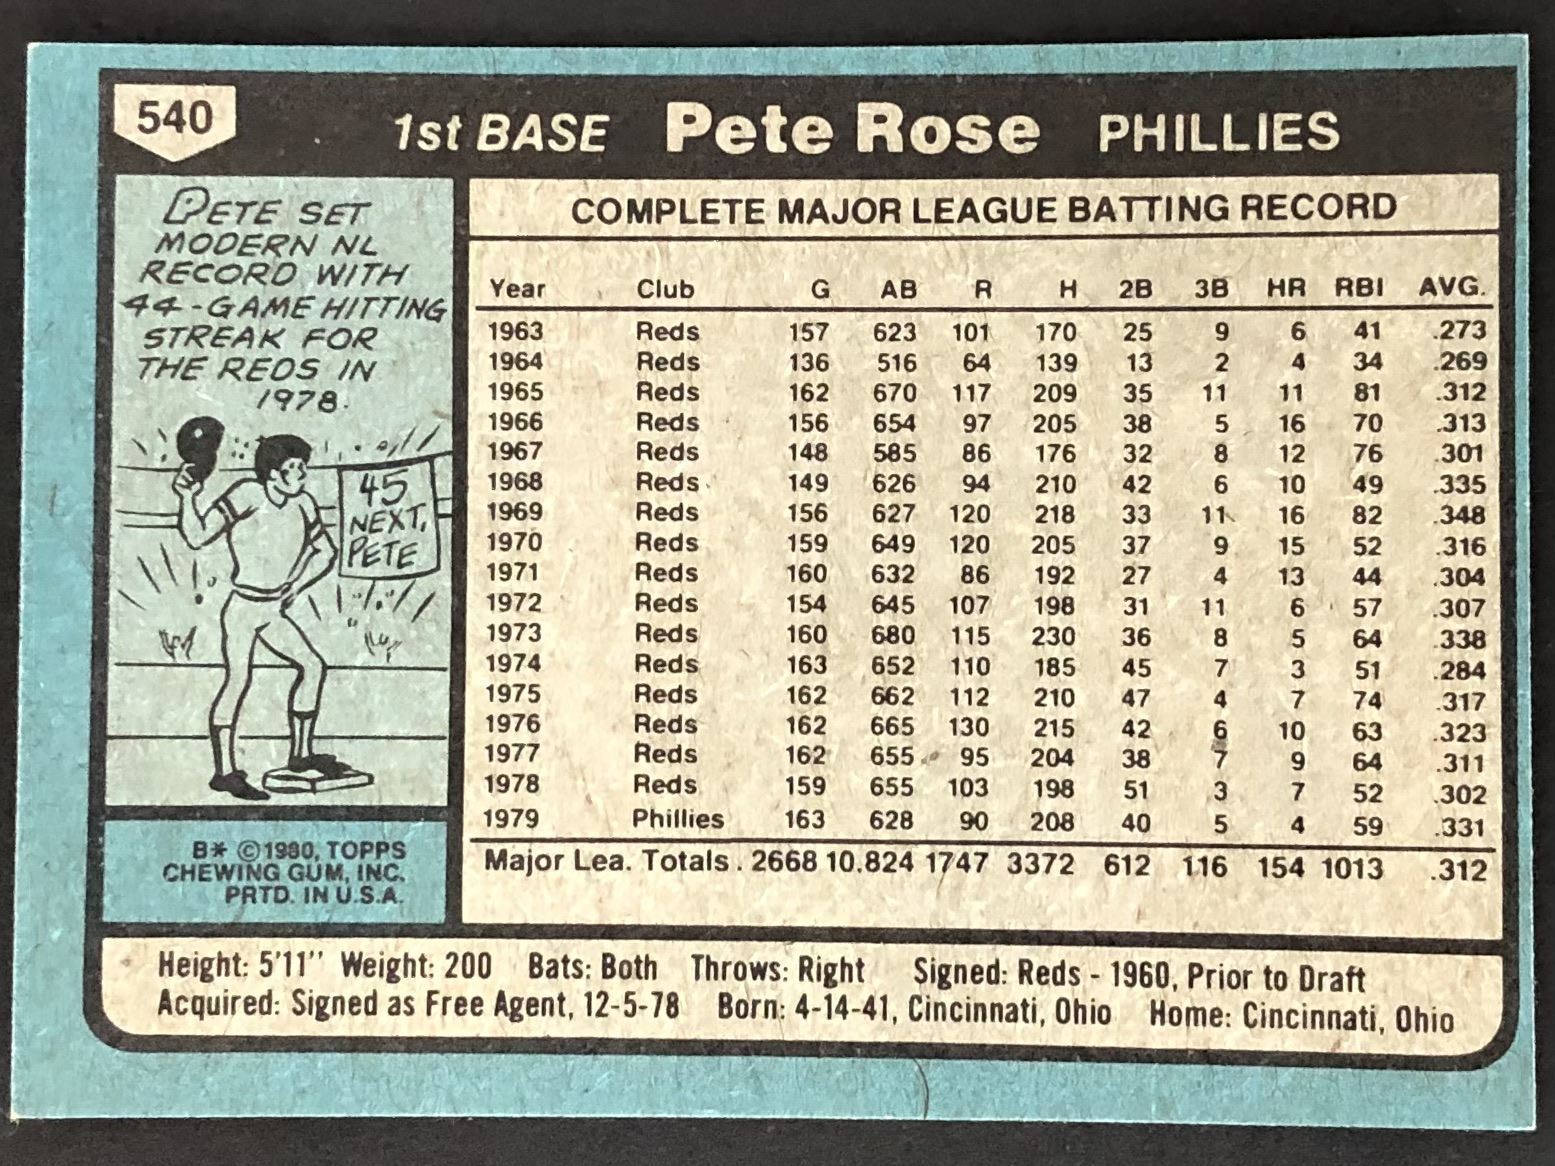 540
1st BASE Pete Rose PHILLIES
PETE SET
MODERN NL
RECORD WITH
44-GAME HITTING
STREAK FOR
THE REDS IN
1978.
45
NEXT,
PETE
B* ©1980, TOPPS
CHEWING GUM, INC.
PRTD. IN U.S.A.
COMPLETE MAJOR LEAGUE BATTING RECORD
Year Club G AB R H 2B 3B HR RBI AVG.
1963 Reds 157 623 101 170 25 9 6 41 .273
1964 Reds 136 516 64 139 13 2 4 34 .269
1965 Reds 162 670 117 209 35 11 11 81 .312
1966 Reds 156 654 97 205 38 5 16 70 .313
1967 Reds 148 585 86 176 32 8 12 76 .301
1968 Reds 149 626 94 210 42 6 10 49 .335
1969 Reds 156 627 120 218 33 11 16 82 .348
1970 Reds 159 649 120 205 37 9 15 52 .316
1971 Reds 160 632 86 192 27 4 13 44 .304
1972 Reds 154 645 107 198 31 11 6 57 .307
1973 Reds 160 680 115 230 36 8 5 64 .338
1974 Reds 163 652 110 185 45 7 3 51 .284
1975 Reds 162 662 112 210 47 4 7 74 .317
1976 Reds 162 665 130 215 42 6 10 63 .323
1977 Reds 162 655 95 204 38 7 9 64 .311
1978 Reds 159 655 103 198 51 3 7 52 .302
1979 Phillies 163 628 90 208 40 5 4 59 .331
Major Lea. Totals . 2668 10.824 1747 3372 612 116 154 1013 .312
Height: 5'11" Weight: 200 Bats: Both Throws: Right Signed: Reds - 1960, Prior to Draft
Acquired: Signed as Free Agent, 12-5-78 Born: 4-14-41, Cincinnati, Ohio Home: Cincinnati, Ohio